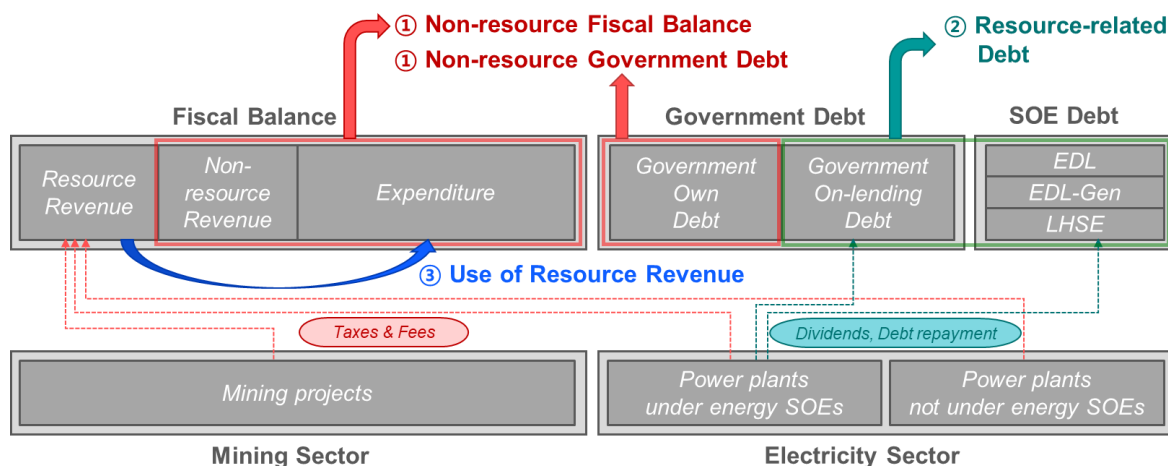 ① Non-resource Fiscal Balance
① Non-resource Government Debt
② Resource-related
Debt
Fiscal Balance
Government Debt
SOE Debt
Resource
Revenue
Non-
resource
Revenue
Expenditure
Government
Own
Debt
Government
On-lending
Debt
EDL
EDL-Gen
LHSE
③ Use of Resource Revenue
Taxes & Fees
Dividends, Debt repayment
Mining projects
Power plants
under energy SOEs
Power plants
not under energy SOEs
Mining Sector
Electricity Sector